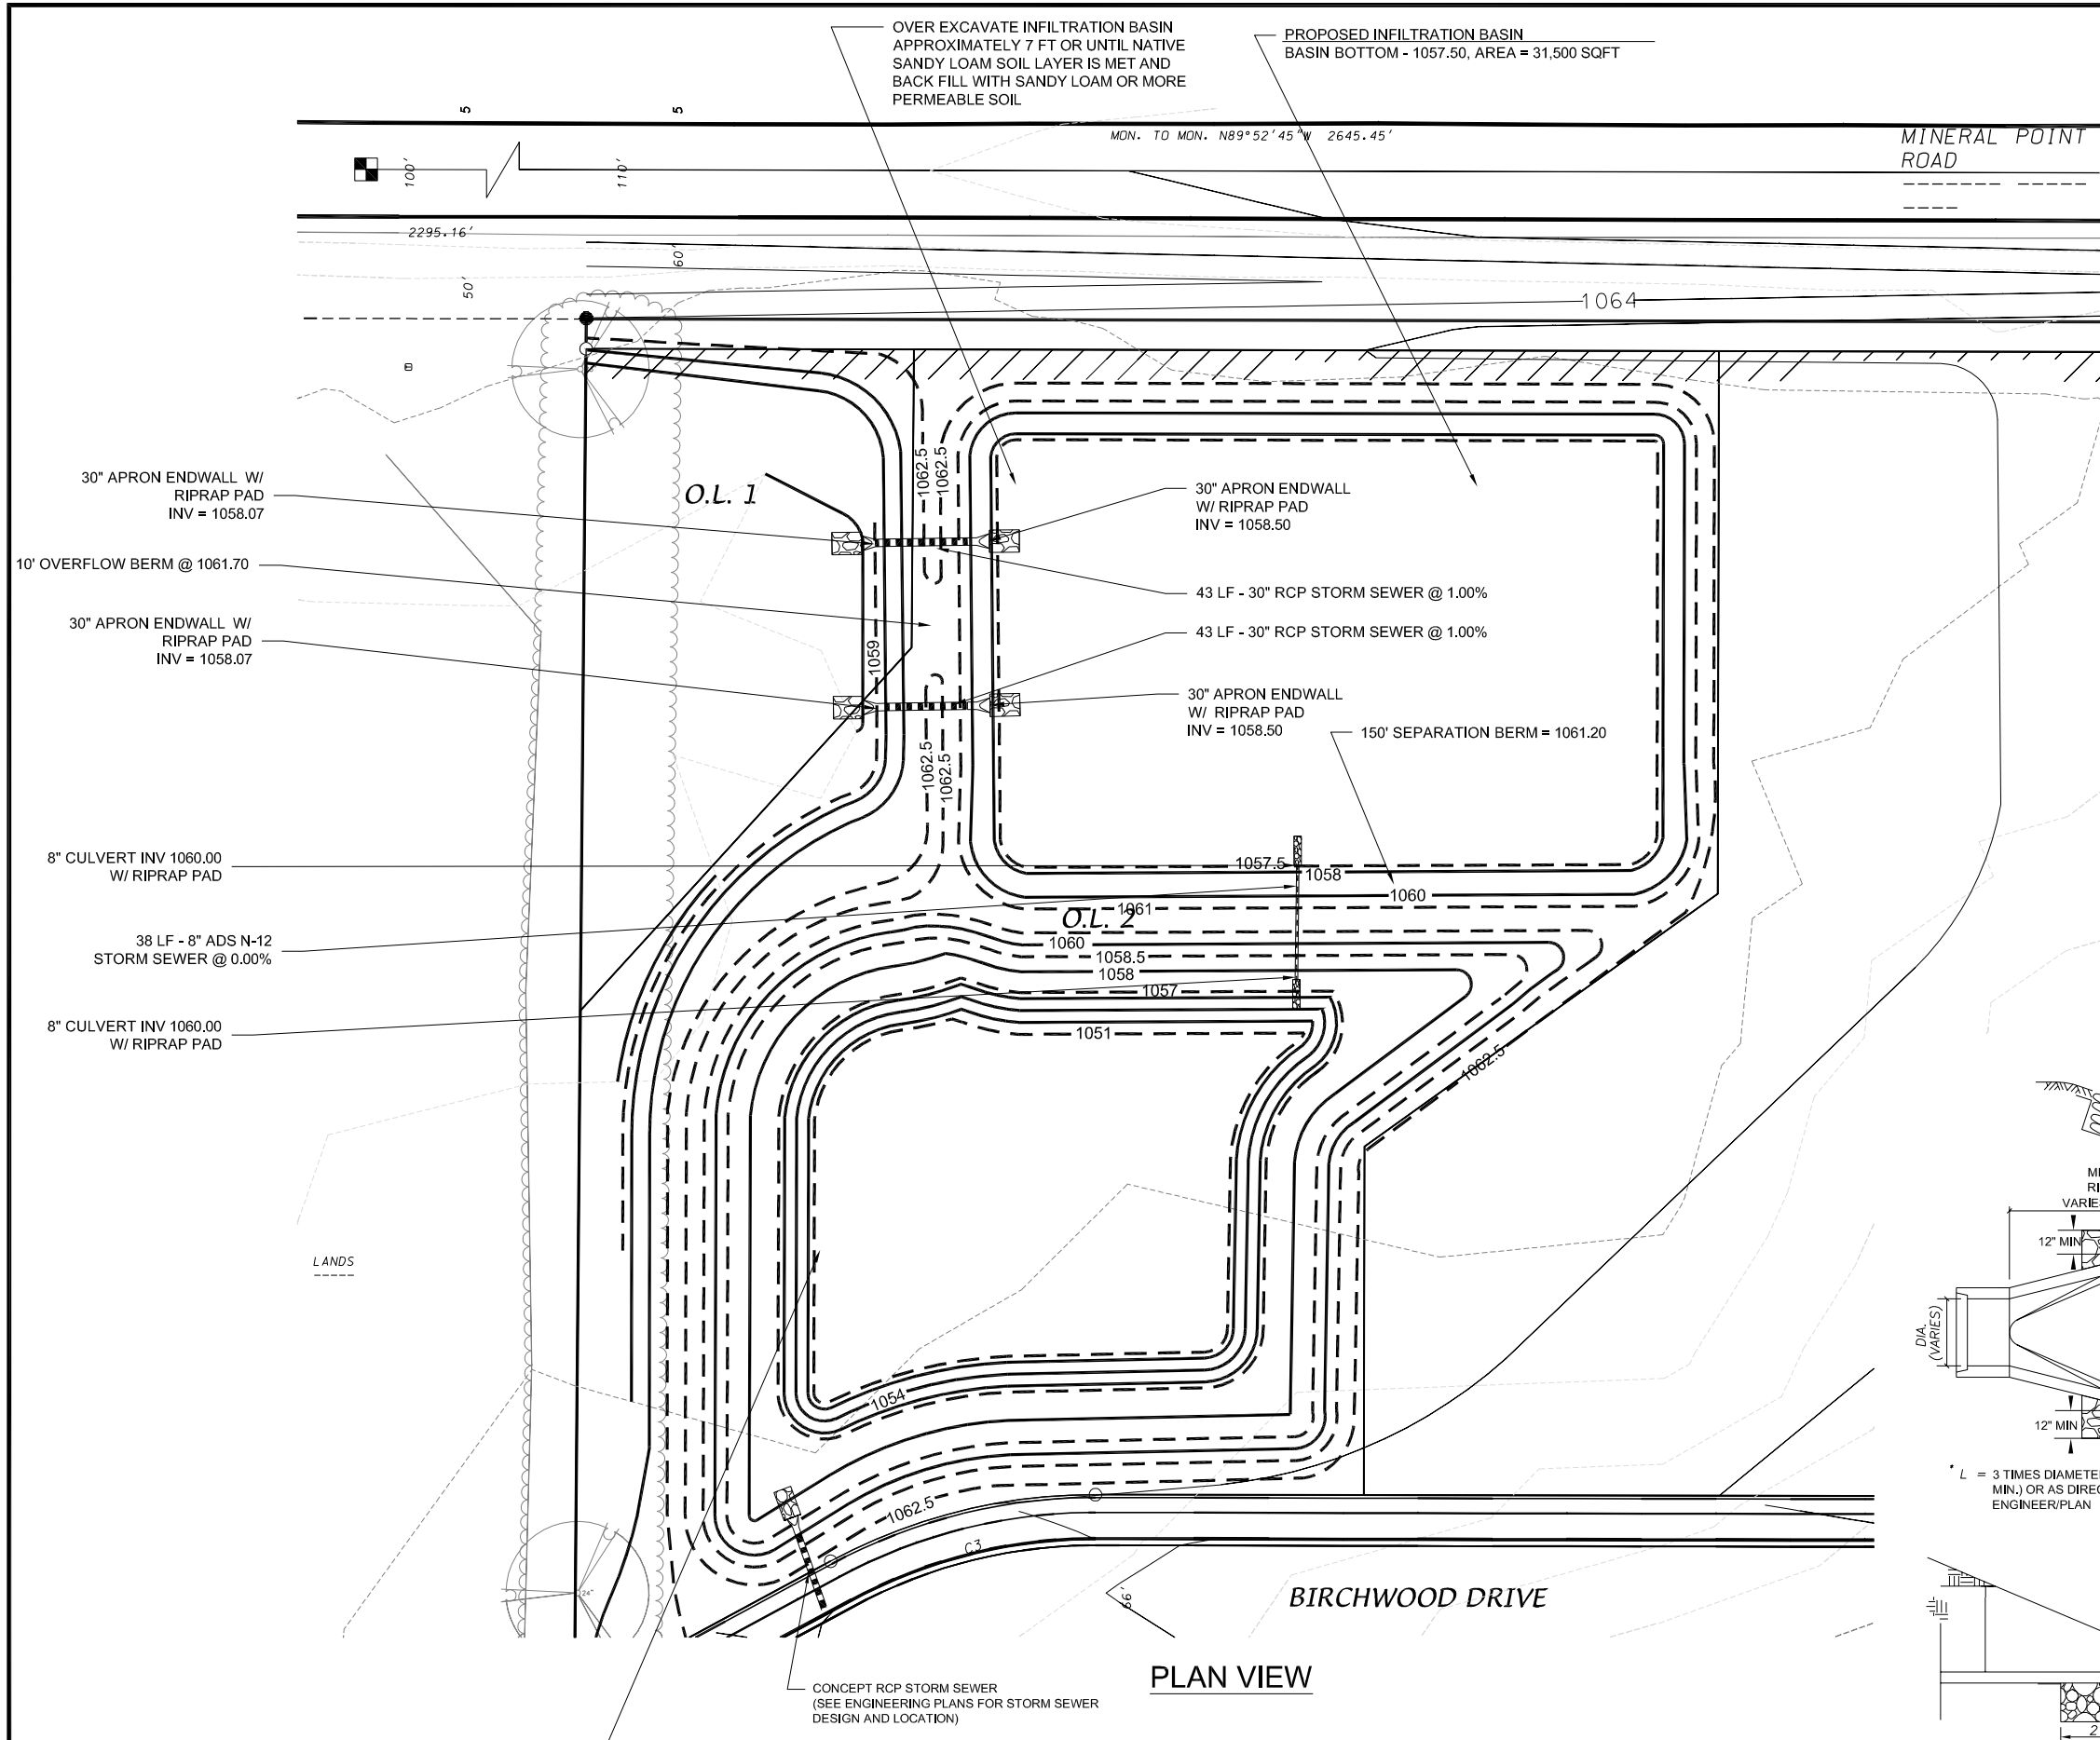 OVER EXCAVATE INFILTRATION BASIN
APPROXIMATELY 7 FT OR UNTIL NATIVE
SANDY LOAM SOIL LAYER IS MET AND
BACK FILL WITH SANDY LOAM OR MORE
PERMEABLE SOIL
PROPOSED INFILTRATION BASIN
BASIN BOTTOM - 1057.50, AREA = 31,500 SQFT
5
5
MON. TO MON. N89°52'45"W 2645.45'
MINERAL POINT
ROAD
100'
110'
2295.16'
60'
50'
1064
30" APRON ENDWALL W/
RIPRAP PAD
INV = 1058.07
O.L. 1
1062.5
1062.5
30" APRON ENDWALL
W/ RIPRAP PAD
INV = 1058.50
10' OVERFLOW BERM @ 1061.70
43 LF - 30" RCP STORM SEWER @ 1.00%
30" APRON ENDWALL W/
RIPRAP PAD
INV = 1058.07
43 LF - 30" RCP STORM SEWER @ 1.00%
1059
30" APRON ENDWALL
W/ RIPRAP PAD
INV = 1058.50
150' SEPARATION BERM = 1061.20
1062.5
1062.5
8" CULVERT INV 1060.00
W/ RIPRAP PAD
1057.5
1058
1060
1061
O.L. 2
38 LF - 8" ADS N-12
STORM SEWER @ 0.00%
1060
1058.5
1058
1057
8" CULVERT INV 1060.00
W/ RIPRAP PAD
1051
1062.5
VARIE
12" MIN
LANDS
DIA.
(VARIES)
1054
12" MIN
* L = 3 TIMES DIAMETE
MIN.) OR AS DIREC
ENGINEER/PLAN
1062.5
C3
24"
66'
BIRCHWOOD DRIVE
PLAN VIEW
CONCEPT RCP STORM SEWER
(SEE ENGINEERING PLANS FOR STORM SEWER
DESIGN AND LOCATION)
2